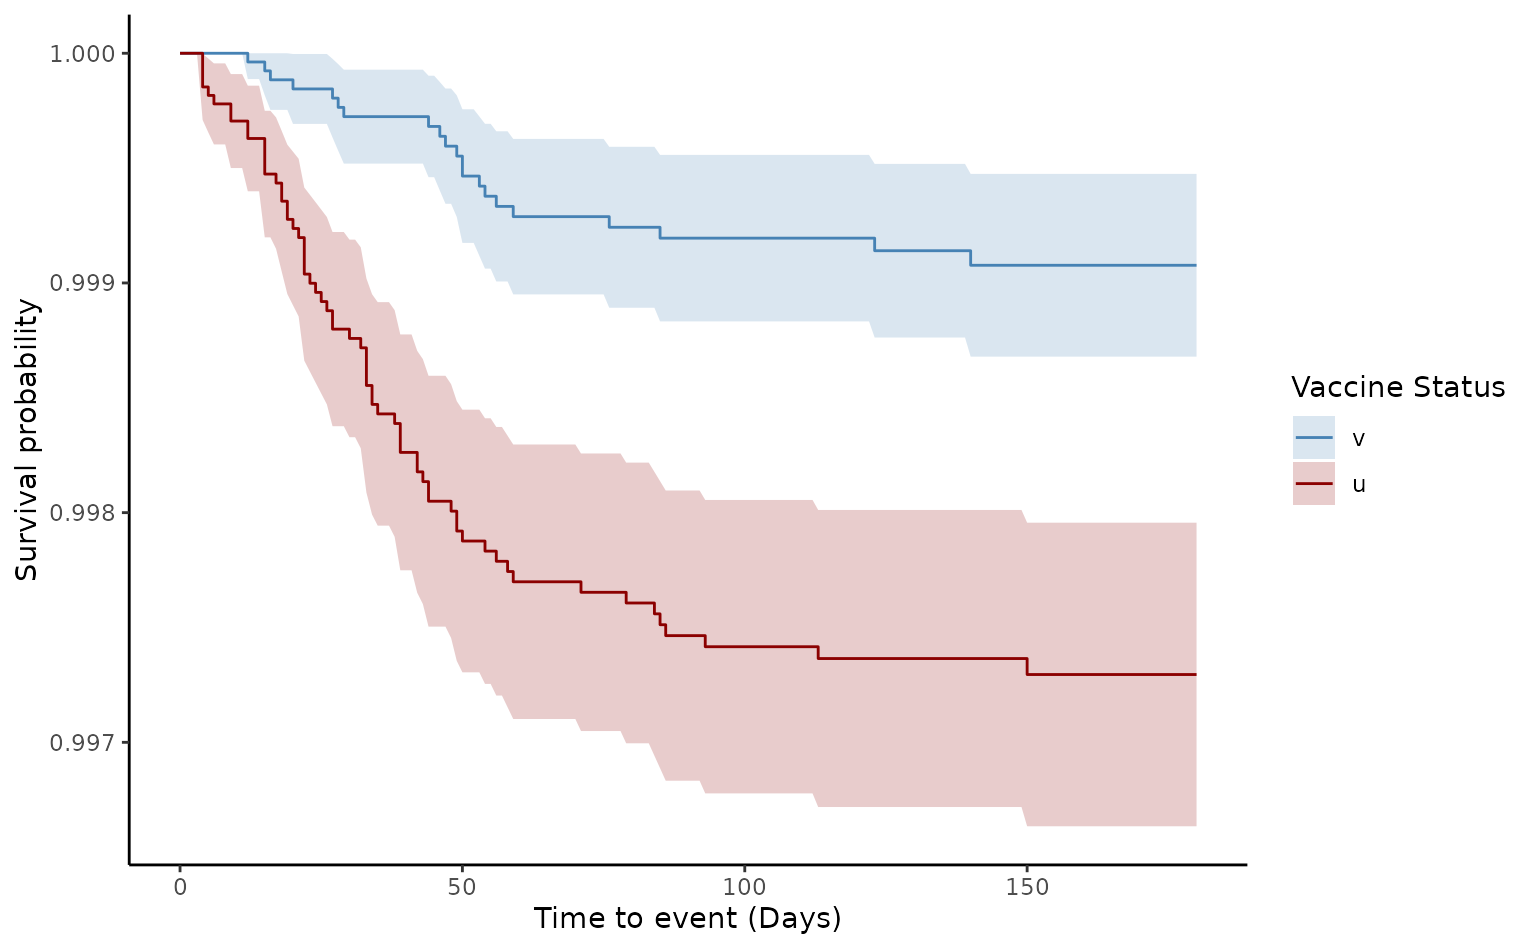 Survival probability
1.000
0.999
0.998
0.997
0 50 100 150
Time to event (Days)
Vaccine Status
v
u